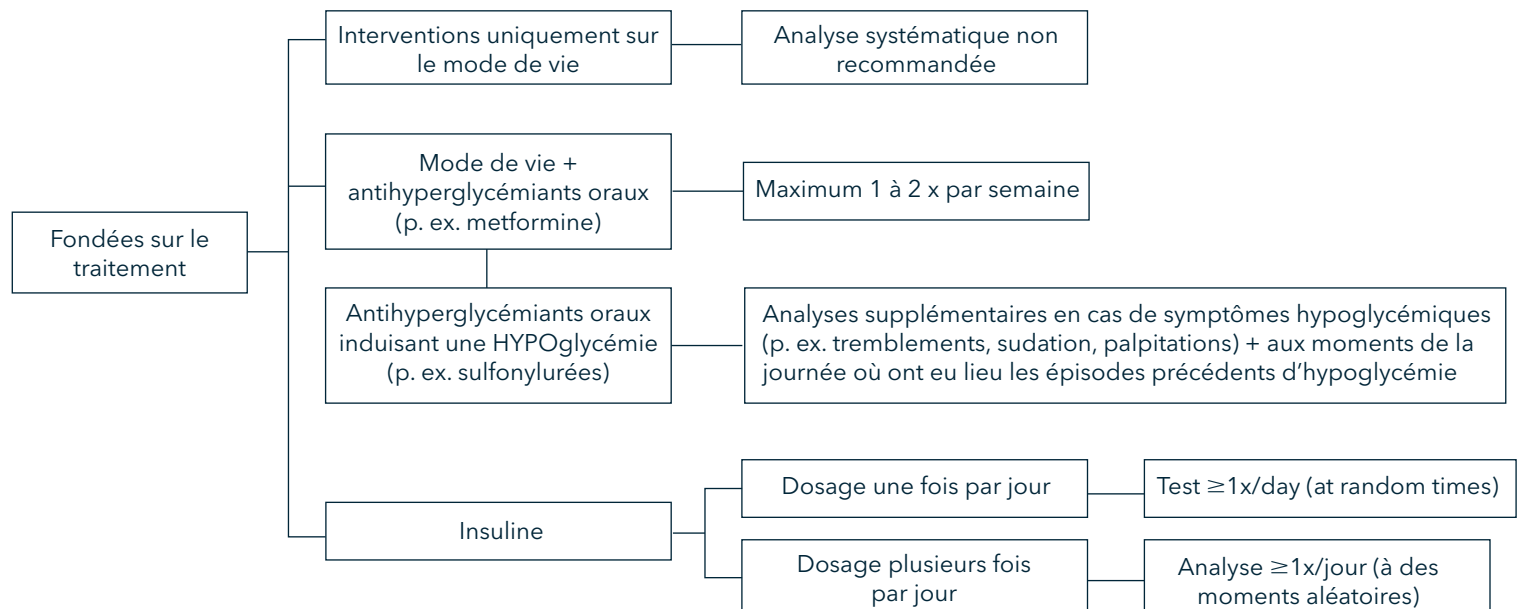 Interventions uniquement sur
le mode de vie
Analyse systématique non
recommandée
Mode de vie +
antihyperglycémiants oraux
(p. ex. metformine)
Maximum 1 à 2 x par semaine
Fondées sur le
traitement
Antihyperglycémiants oraux
induisant une HYPOglycémie
(p. ex. sulfonylurées)
Analyses supplémentaires en cas de symptômes hypoglycémiques
(p. ex. tremblements, sudation, palpitations) + aux moments de la
journée où ont eu lieu les épisodes précédents d’hypoglycémie
Insuline
Dosage une fois par jour
Test ≥1x/day (at random times)
Dosage plusieurs fois
par jour
Analyse ≥1x/jour (à des
moments aléatoires)